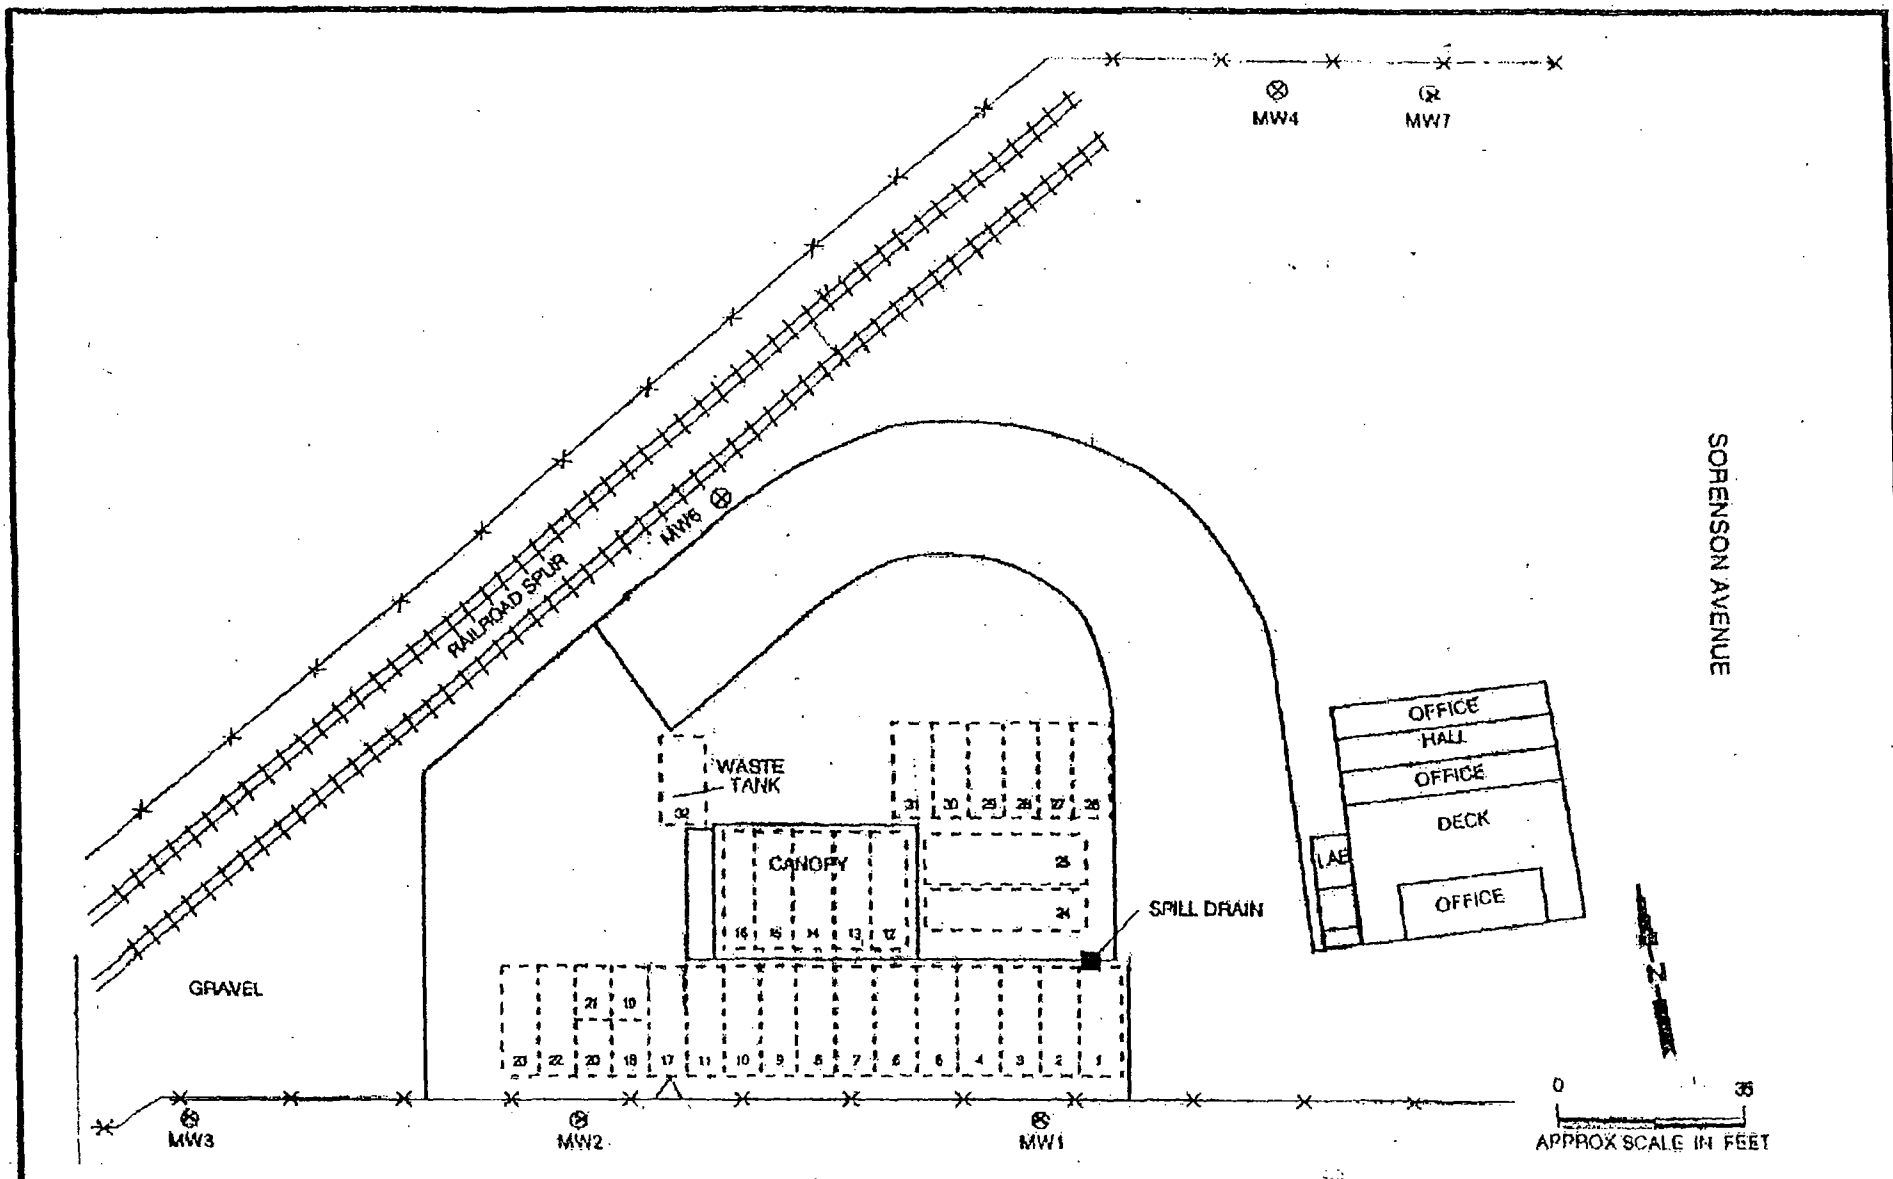 MW4
MW7
SORENSON AVENUE
MW6
RAILROAD SPUR
OFFICE
HALL
OFFICE
DECK
LAB
OFFICE
WASTE
TANK
32
31 30 29 28 27 26
CANOPY
25
24
16 15 14 13 12
SPILL DRAIN
GRAVEL
21 19
23 22 20 18 17 11 10 9 8 7 6 5 4 3 2 1
Z
0 35
APPROX SCALE IN FEET
MW3
MW2
MW1